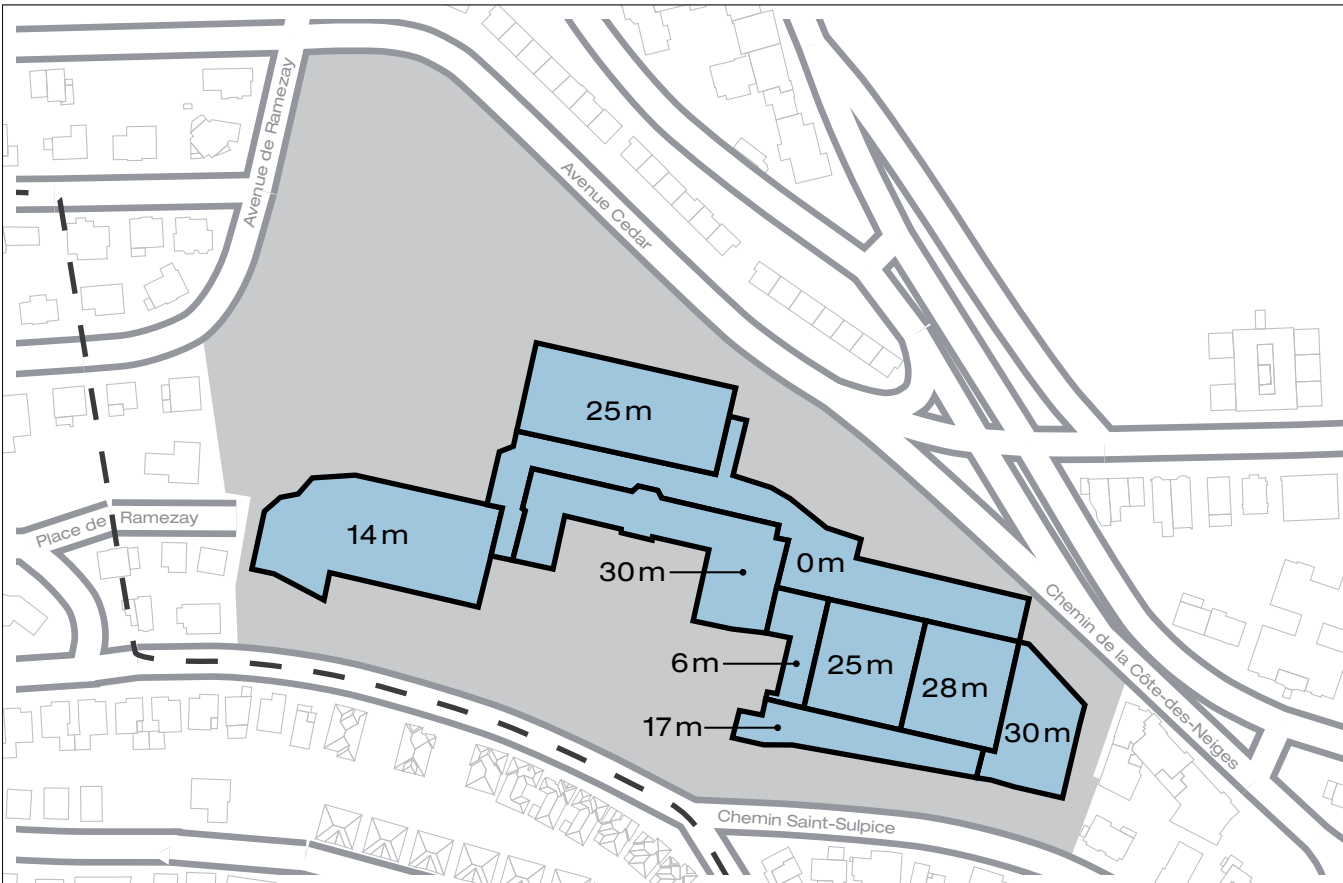 Avenue de Ramezay
Avenue Cedar
25 m
Place de Ramezay
14 m
30 m
0 m
Chemin de la Côte-des-Neiges
6 m
25 m
28 m
17 m
30 m
Chemin Saint-Sulpice